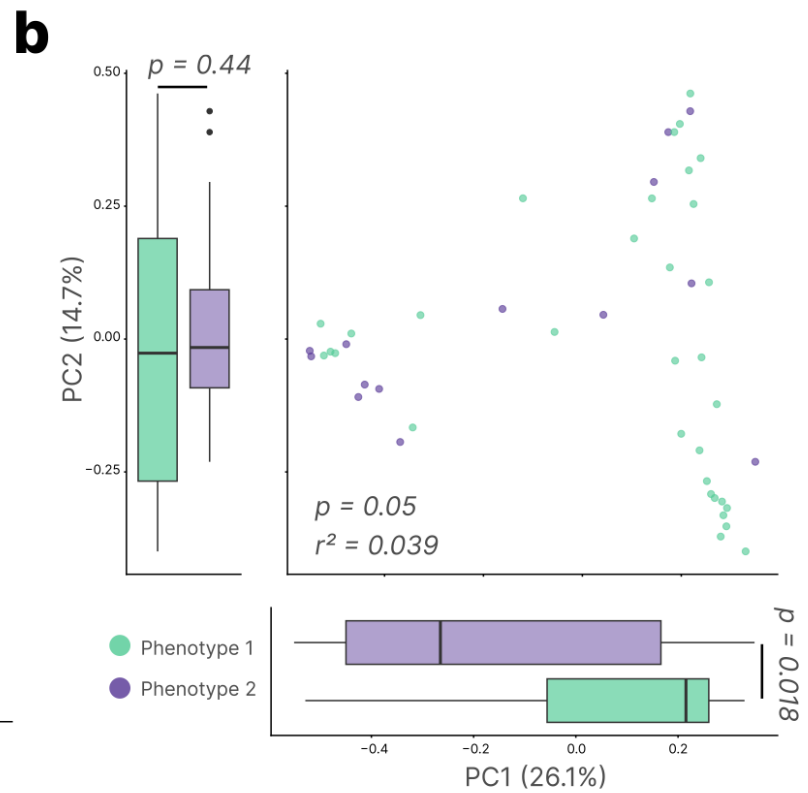 b
p = 0.44
0.50
0.25
0.00
−0.25
PC2 (14.7%)
p = 0.05
r² = 0.039
Phenotype 1
Phenotype 2
p = 0.018
−0.4 −0.2 0.0 0.2
PC1 (26.1%)